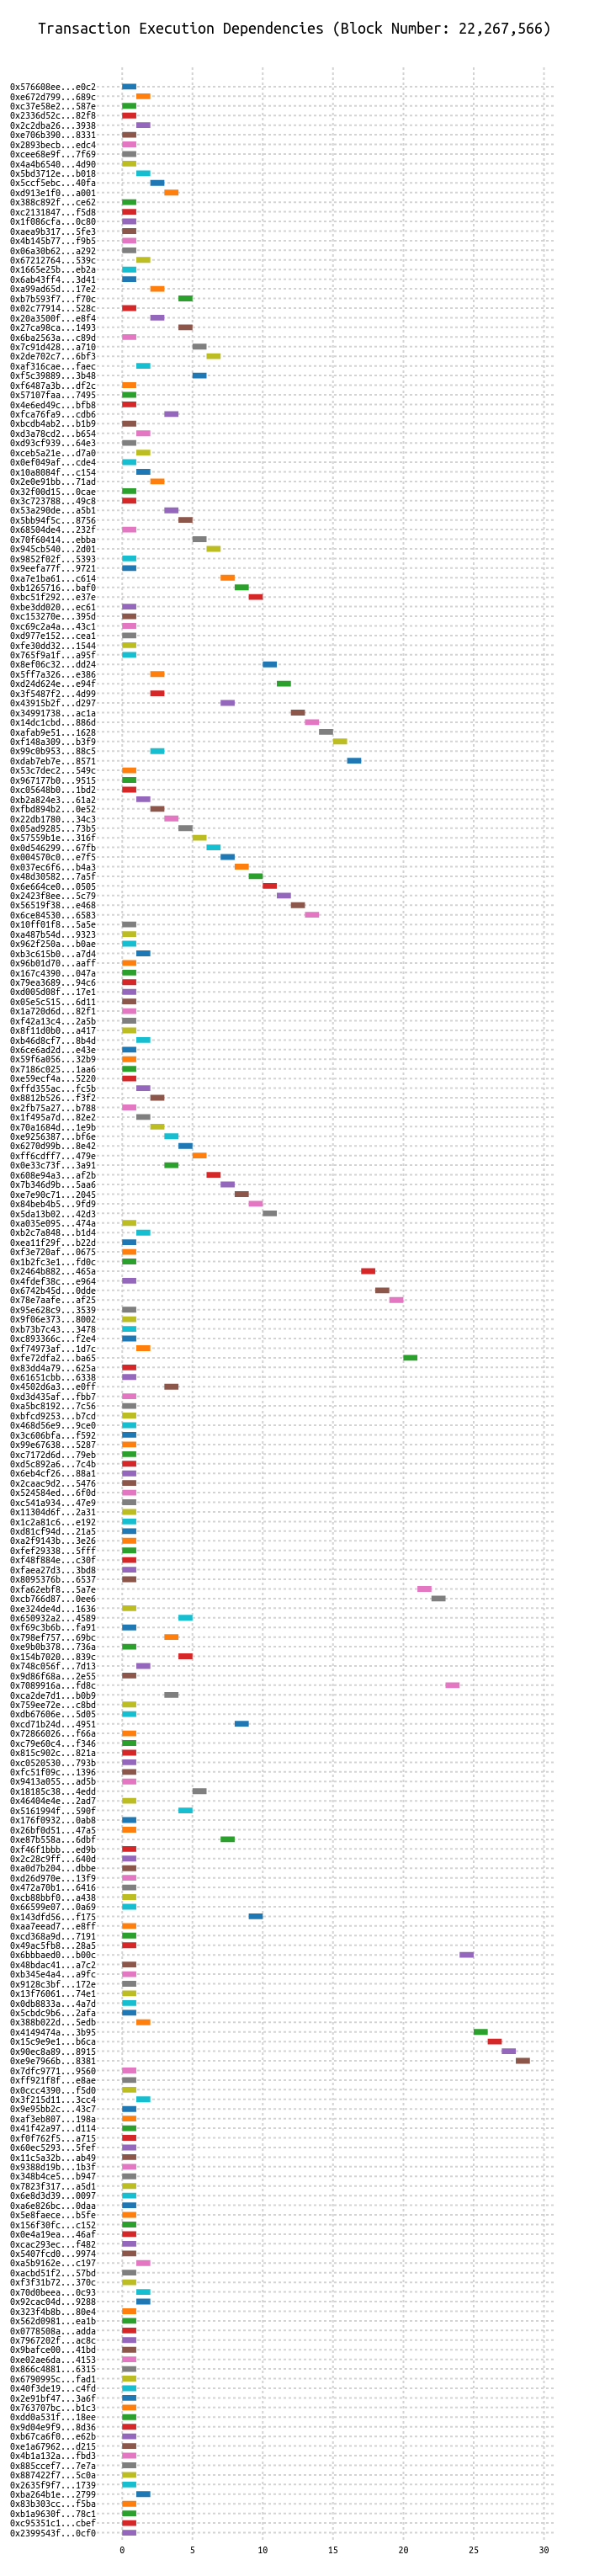 Transaction Execution Dependencies (Block Number: 22,267,566)
0x576608ee...e0c2
0xe672d799...689c
0xc37e58e2...587e
0x2336d52c...82f8
0x2c2dba26...3938
0xe706b390...8331
0x2893becb...edc4
0xcee68e9f...7f69
0x4a4b6540...4d90
0x5bd3712e...b018
0x5ccf5ebc...40fa
0xd913e1f0...a001
0x388c892f...ce62
0xc2131847...f5d8
0x1f086cfa...0c80
0xaea9b317...5fe3
0x4b145b77...f9b5
0x06a30b62...a292
0x67212764...539c
0x1665e25b...eb2a
0x6ab43ff4...3d41
0xa99ad65d...17e2
0xb7b593f7...f70c
0x02c77914...528c
0x20a3500f...e8f4
0x27ca98ca...1493
0x6ba2563a...c89d
0x7c91d428...a710
0x2de702c7...6bf3
0xaf316cae...faec
0xf5c39889...3b48
0xf6487a3b...df2c
0x57107faa...7495
0x4e6ed49c...bfb8
0xfca76fa9...cdb6
0xbcdb4ab2...b1b9
0xd3a78cd2...b654
0xd93cf939...64e3
0xceb5a21e...d7a0
0x0ef049af...cde4
0x10a8084f...c154
0x2e0e91bb...71ad
0x32f00d15...0cae
0x3c723788...49c8
0x53a290de...a5b1
0x5bb94f5c...8756
0x68504de4...232f
0x70f60414...ebba
0x945cb540...2d01
0x9852f02f...5393
0x9eefa77f...9721
0xa7e1ba61...c614
0xb1265716...baf0
0xbc51f292...e37e
0xbe3dd020...ec61
0xc153270e...395d
0xc69c2a4a...43c1
0xd977e152...cea1
0xfe30dd32...1544
0x765f9a1f...a95f
0x8ef06c32...dd24
0x5ff7a326...e386
0xd24d624e...e94f
0x3f5487f2...4d99
0x43915b2f...d297
0x34991738...ac1a
0x14dc1cbd...886d
0xafab9e51...1628
0xf148a309...b3f9
0x99c0b953...88c5
0xdab7eb7e...8571
0x53c7dec2...549c
0x967177b0...9515
0xc05648b0...1bd2
0xb2a824e3...61a2
0xfbd894b2...0e52
0x22db1780...34c3
0x05ad9285...73b5
0x57559b1e...316f
0x0d546299...67fb
0x004570c0...e7f5
0x037ec6f6...b4a3
0x48d30582...7a5f
0x6e664ce0...0505
0x2423f8ee...5c79
0x56519f38...e468
0x6ce84530...6583
0x10ff01f8...5a5e
0xa487b54d...9323
0x962f250a...b0ae
0xb3c615b0...a7d4
0x96b01d70...aaff
0x167c4390...047a
0x79ea3689...94c6
0xd005d08f...17e1
0x05e5c515...6d11
0x1a720d6d...82f1
0xf42a13c4...2a5b
0x8f11d0b0...a417
0xb46d8cf7...8b4d
0x6ce6ad2d...e43e
0x59f6a056...32b9
0x7186c025...1aa6
0xe59ecf4a...5220
0xffd355ac...fc5b
0x8812b526...f3f2
0x2fb75a27...b788
0x1f495a7d...82e2
0x70a1684d...1e9b
0xe9256387...bf6e
0x6270d99b...8e42
0xff6cdff7...479e
0x0e33c73f...3a91
0x608e94a3...af2b
0x7b346d9b...5aa6
0xe7e90c71...2045
0x84beb4b5...9fd9
0x5da13b02...42d3
0xa035e095...474a
0xb2c7a848...b1d4
0xea11f29f...b22d
0xf3e720af...0675
0x1b2fc3e1...fd0c
0x2464b882...465a
0x4fdef38c...e964
0x6742b45d...0dde
0x78e7aafe...af25
0x95e628c9...3539
0x9f06e373...8002
0xb73b7c43...3478
0xc893366c...f2e4
0xf74973af...1d7c
0xfe72dfa2...ba65
0x83dd4a79...625a
0x61651cbb...6338
0x4502d6a3...e0ff
0xd3d435af...fbb7
0xa5bc8192...7c56
0xbfcd9253...b7cd
0x468d56e9...9ce0
0x3c606bfa...f592
0x99e67638...5287
0xc7172d6d...79eb
0xd5c892a6...7c4b
0x6eb4cf26...88a1
0x2caac9d2...5476
0x524584ed...6f0d
0xc541a934...47e9
0x11304d6f...2a31
0x1c2a81c6...e192
0xd81cf94d...21a5
0xa2f9143b...3e26
0xfef29338...5fff
0xf48f884e...c30f
0xfaea27d3...3bd8
0x8095376b...6537
0xfa62ebf8...5a7e
0xcb766d87...0ee6
0xe324de4d...1636
0x650932a2...4589
0xf69c3b6b...fa91
0x798ef757...69bc
0xe9b0b378...736a
0x154b7020...839c
0x748c056f...7d13
0x9d86f68a...2e55
0x7089916a...fd8c
0xca2de7d1...b0b9
0x759ee72e...c8bd
0xdb67606e...5d05
0xcd71b24d...4951
0x72866026...f66a
0xc79e60c4...f346
0x815c902c...821a
0xc0520530...793b
0xfc51f09c...1396
0x9413a055...ad5b
0x18185c38...4edd
0x46404e4e...2ad7
0x5161994f...590f
0x176f0932...0ab8
0x26bf0d51...47a5
0xe87b558a...6dbf
0xf46f1bbb...ed9b
0x2c28c9ff...640d
0xa0d7b204...dbbe
0xd26d970e...13f9
0x472a70b1...6416
0xcb88bbf0...a438
0x66599e07...0a69
0x143dfd56...f175
0xaa7eead7...e8ff
0xcd368a9d...7191
0x49ac5fb8...28a5
0x6bbbaed0...b00c
0x48bdac41...a7c2
0xb345e4a4...a9fc
0x9128c3bf...172e
0x13f76061...74e1
0x0db8833a...4a7d
0x5cbdc9b6...2afa
0x388b022d...5edb
0x4149474a...3b95
0x15c9e9e1...b6ca
0x90ec8a89...8915
0xe9e7966b...8381
0x7dfc9771...9560
0xff921f8f...e8ae
0x0ccc4390...f5d0
0x3f215d11...3cc4
0x9e95bb2c...43c7
0xaf3eb807...198a
0x41f42a97...d114
0xf0f762f5...a715
0x60ec5293...5fef
0x11c5a32b...ab49
0x9388d19b...1b3f
0x348b4ce5...b947
0x7823f317...a5d1
0x6e8d3d39...0097
0xa6e826bc...0daa
0x5e8faece...b5fe
0x156f30fc...c152
0x0e4a19ea...46af
0xcac293ec...f482
0x5407fcd0...9974
0xa5b9162e...c197
0xacbd51f2...57bd
0xf3f31b72...370c
0x70d0beea...0c93
0x92cac04d...9288
0x323f4b8b...80e4
0x562d0981...ea1b
0x0778508a...adda
0x7967202f...ac8c
0x9bafce00...41bd
0xe02ae6da...4153
0x866c4881...6315
0x6790995c...fad1
0x40f3de19...c4fd
0x2e91bf47...3a6f
0x763707bc...b1c3
0xdd0a531f...18ee
0x9d04e9f9...8d36
0xb67ca6f0...e62b
0xe1a67962...d215
0x4b1a132a...fbd3
0x885ccef7...7e7a
0x887422f7...5c0a
0x2635f9f7...1739
0xba264b1e...2799
0x83b303cc...f5ba
0xb1a9630f...78c1
0xc95351c1...cbef
0x2399543f...0cf0
0 5 10 15 20 25 30